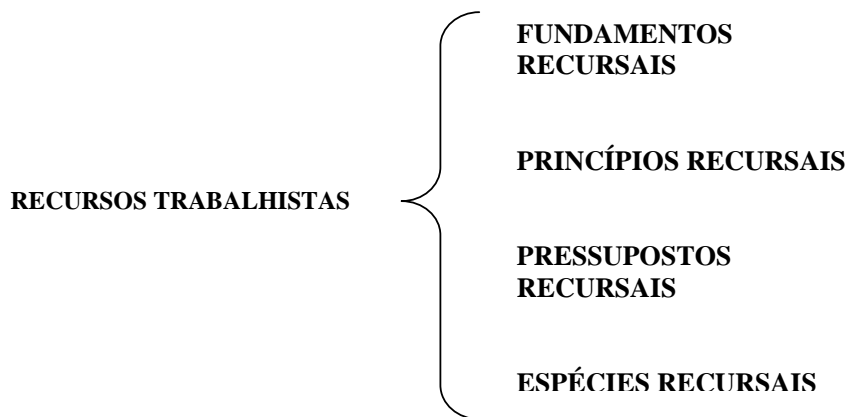 FUNDAMENTOS
RECURSAIS
PRINCÍPIOS RECURSAIS
RECURSOS TRABALHISTAS
PRESSUPOSTOS
RECURSAIS
ESPÉCIES RECURSAIS